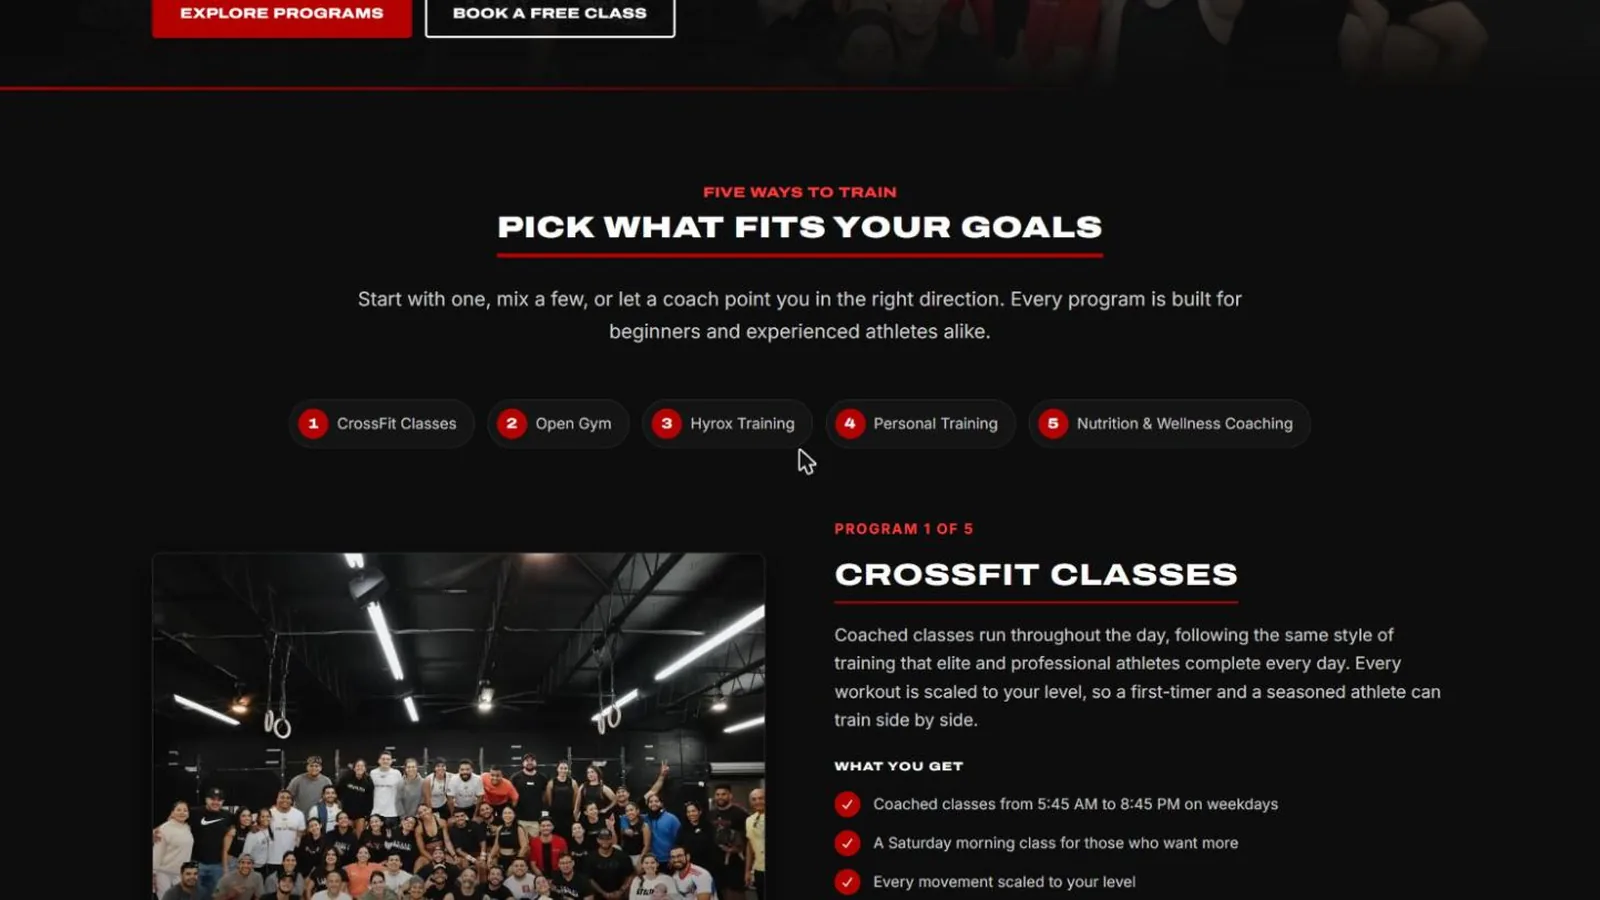 EXPLORE PROGRAMS
BOOK A FREE CLASS
FIVE WAYS TO TRAIN
PICK WHAT FITS YOUR GOALS
Start with one, mix a few, or let a coach point you in the right direction. Every program is built for
beginners and experienced athletes alike.
1 CrossFit Classes
2 Open Gym
3 Hyrox Training
4 Personal Training
5 Nutrition & Wellness Coaching
PROGRAM 1 OF 5
CROSSFIT CLASSES
Coached classes run throughout the day, following the same style of
training that elite and professional athletes complete every day. Every
workout is scaled to your level, so a first-timer and a seasoned athlete can
train side by side.
WHAT YOU GET
Coached classes from 5:45 AM to 8:45 PM on weekdays
A Saturday morning class for those who want more
Every movement scaled to your level